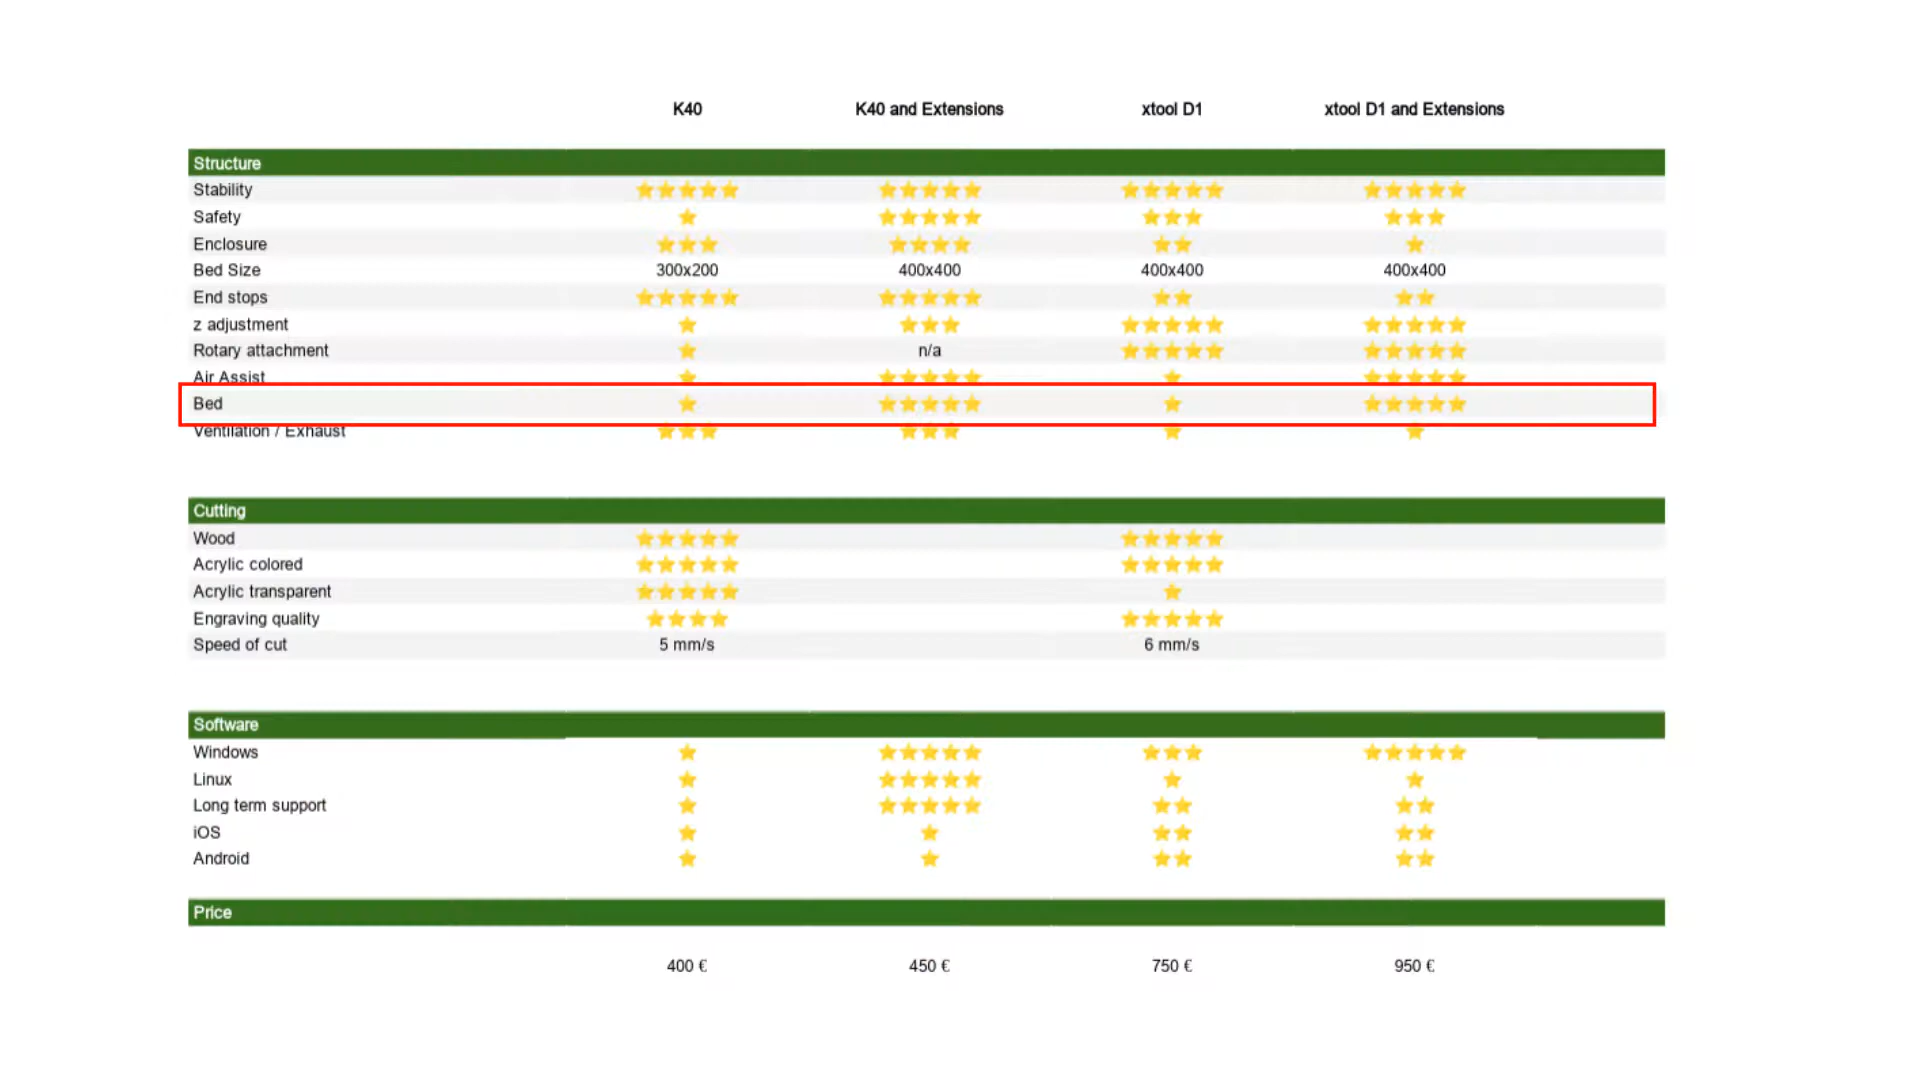 K40 K40 and Extensions xtool D1 xtool D1 and Extensions
Structure
Stability
Safety
Enclosure
Bed Size 300x200 400x400 400x400 400x400
End stops
z adjustment
Rotary attachment n/a
Air Assist
Bed
Ventilation / Exhaust
Cutting
Wood
Acrylic colored
Acrylic transparent
Engraving quality
Speed of cut 5 mm/s 6 mm/s
Software
Windows
Linux
Long term support
iOS
Android
Price
400 € 450 € 750 € 950 €